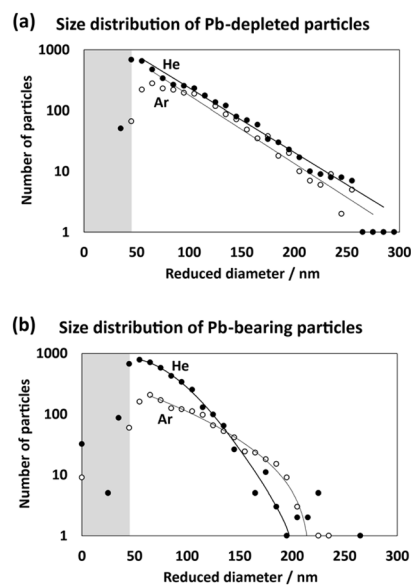 (a) Size distribution of Pb-depleted particles
1000
100
10
1
Number of particles
He
Ar
0 50 100 150 200 250 300
Reduced diameter / nm
(b) Size distribution of Pb-bearing particles
1000
100
10
1
Number of particles
He
Ar
0 50 100 150 200 250 300
Reduced diameter / nm